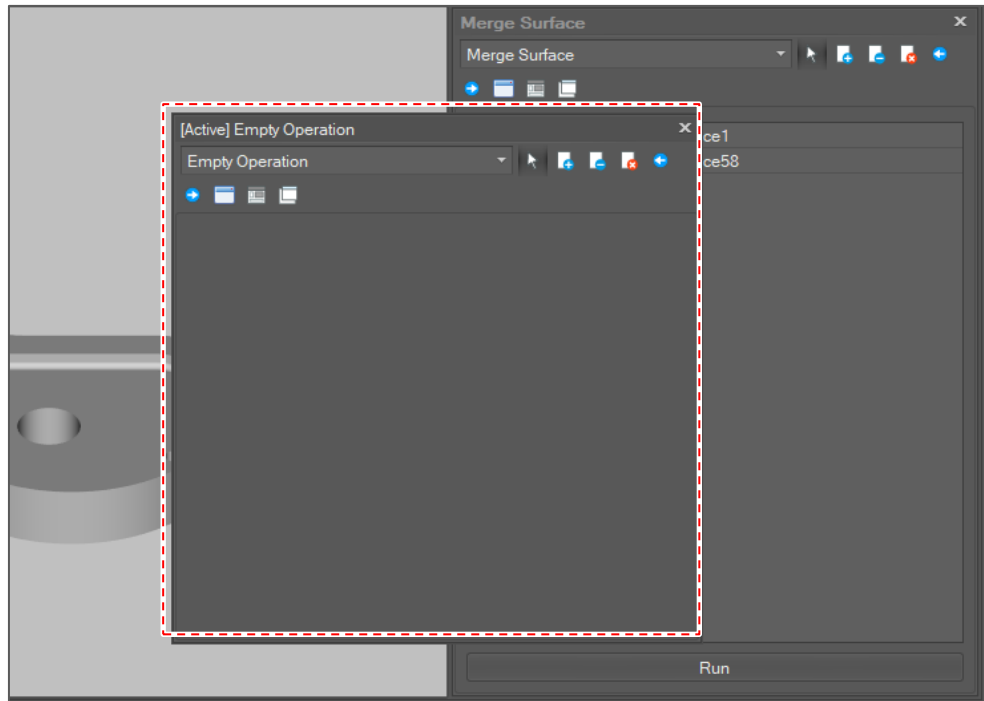 Merge Surface
Merge Surface
[Active] Empty Operation
Empty Operation
ce1
ce58
Run